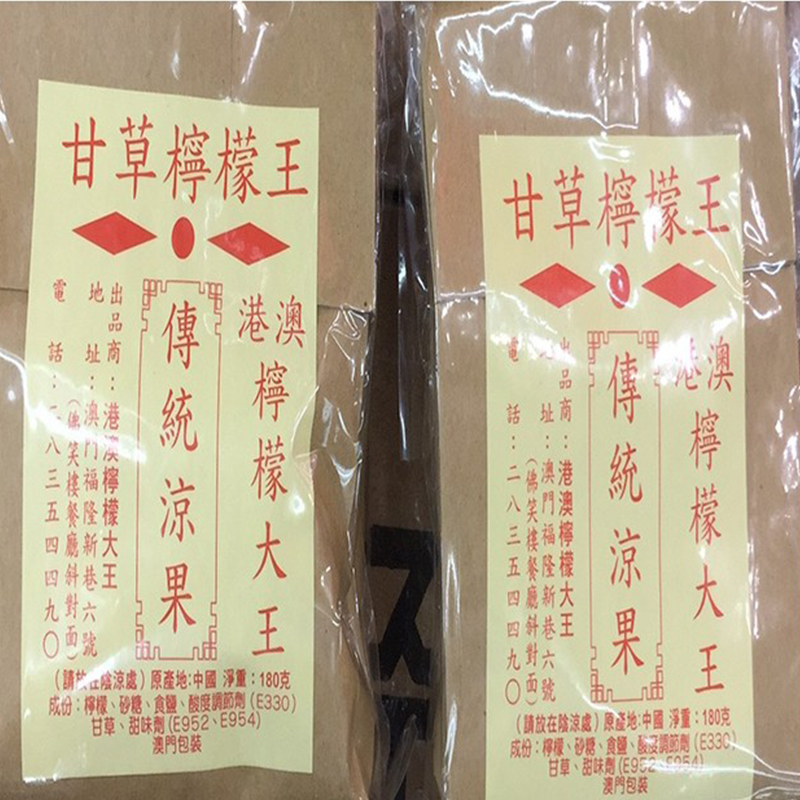 甘草檸檬王
港澳
檸檬大王
傳統涼果
出品商：港澳檸檬大王
地址：澳門福隆新巷六號
(佛笑樓餐廳斜對面)
電話：二八三五四四九〇
(請放在陰涼處) 原產地:中國 淨重：180克
成份：檸檬、砂糖、食鹽、酸度調節劑 (E330)
甘草、甜味劑 (E952、E954)
澳門包裝
甘草檸檬王
港澳
檸檬大王
傳統涼果
出品商：港澳檸檬大王
地址：澳門福隆新巷六號
(佛笑樓餐廳斜對面)
電話：二八三五四四九〇
(請放在陰涼處) 原產地:中國 淨重：180克
成份：檸檬、砂糖、食鹽、酸度調節劑 (E330)
甘草、甜味劑 (E952、E954)
澳門包裝